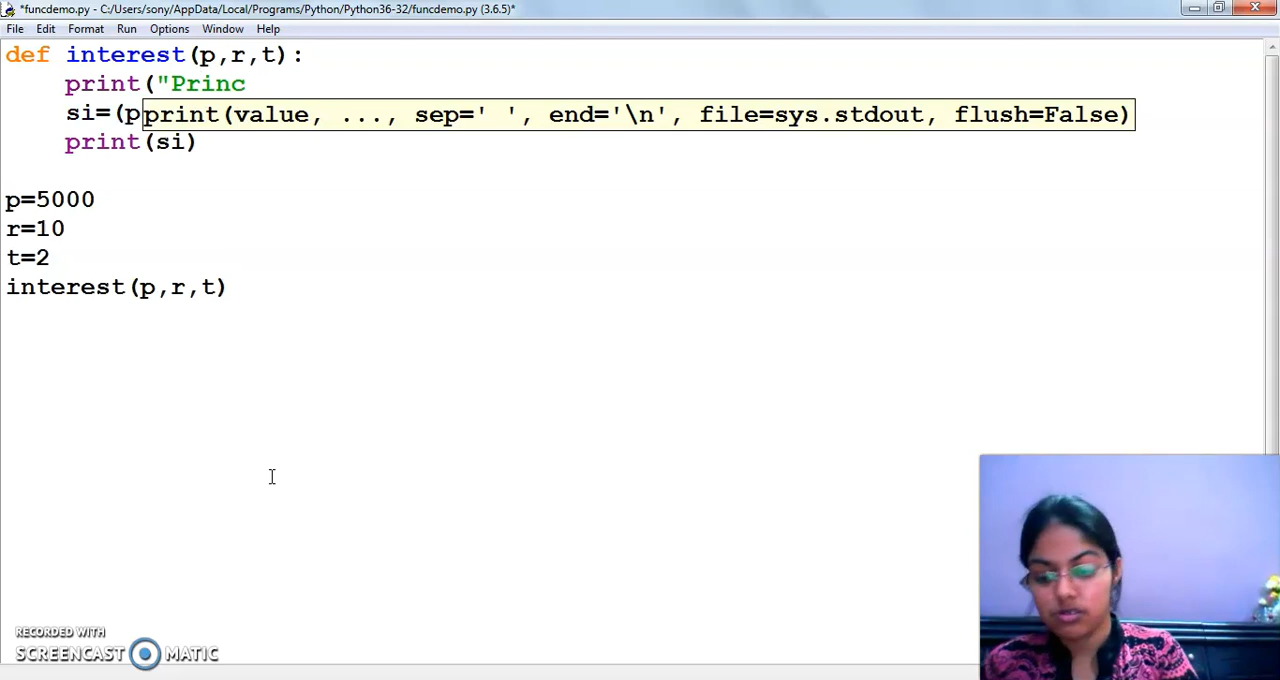 *funcdemo.py - C:/Users/sony/AppData/Local/Programs/Python/Python36-32/funcdemo.py (3.6.5)*
File Edit Format Run Options Window Help
def interest(p,r,t):
print("Princ
si=(p
print(value, ..., sep=' ', end='\n', file=sys.stdout, flush=False)
print(si)
p=5000
r=10
t=2
interest(p,r,t)
RECORDED WITH
SCREENCAST MATIC